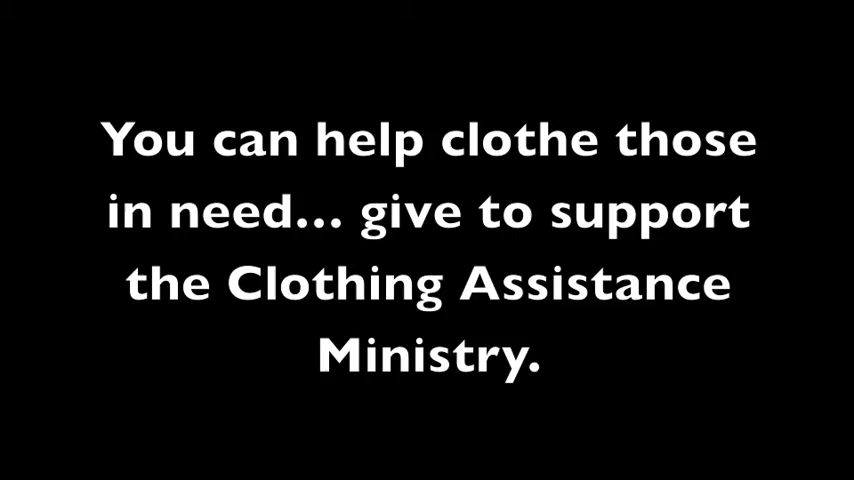 You can help clothe those
in need... give to support
the Clothing Assistance
Ministry.